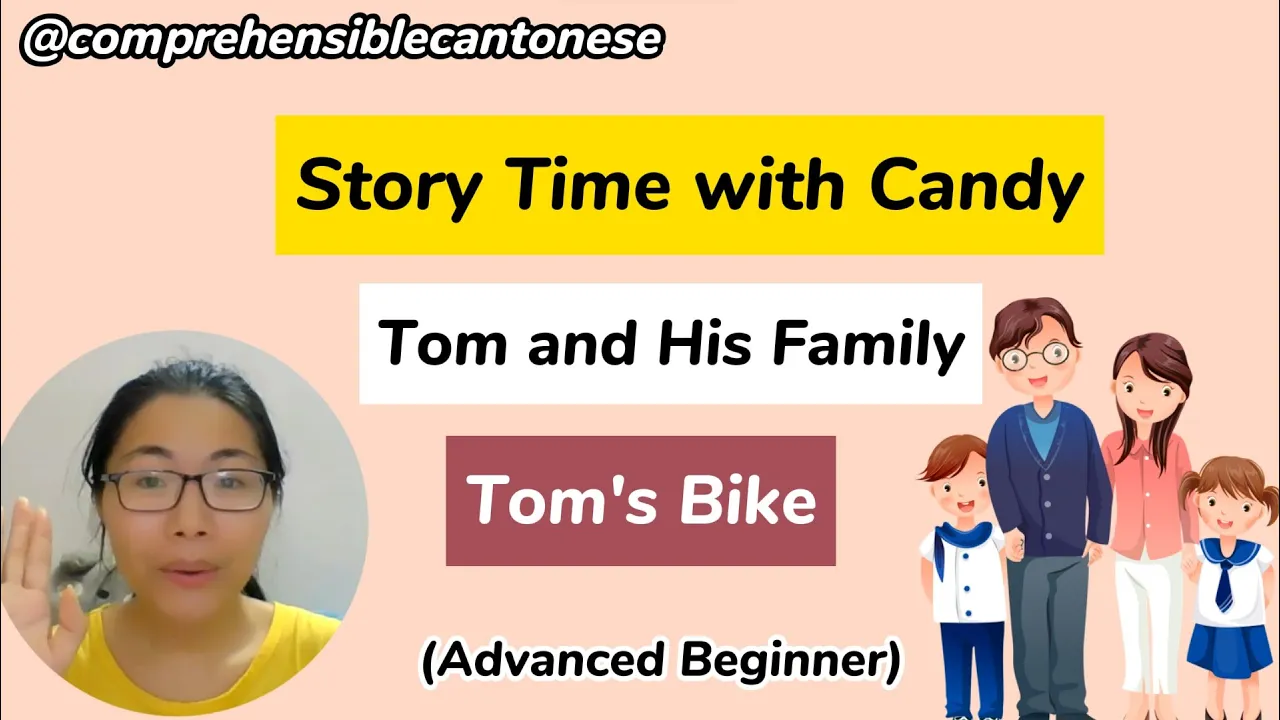 @comprehensiblecantonese
Story Time with Candy
Tom and His Family
Tom's Bike
(Advanced Beginner)